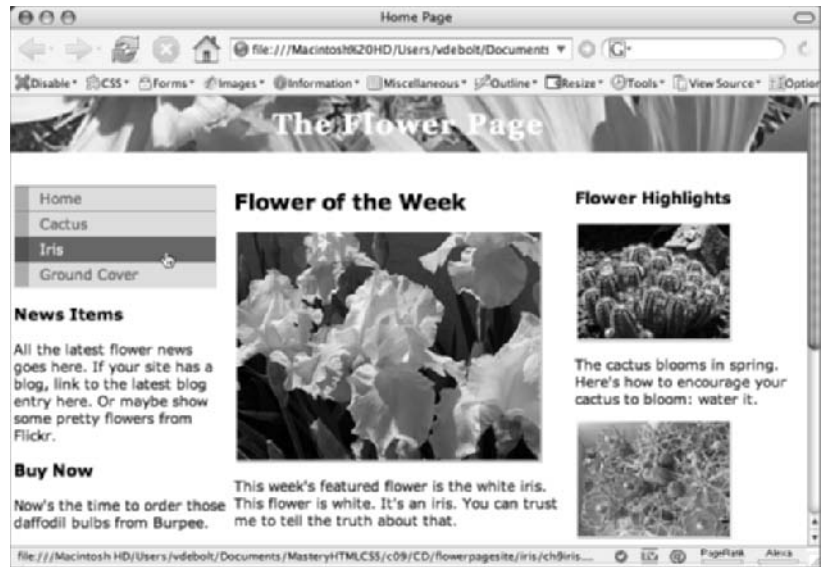 Home Page
file:///Macintosh%20HD/Users/vdebolt/Documents
G
Disable CSS Forms Images Information Miscellaneous Outline Resize Tools View Source Option
The Flower Page
Home
Cactus
Iris
Ground Cover
News Items
All the latest flower news
goes here. If your site has a
blog, link to the latest blog
entry here. Or maybe show
some pretty flowers from
Flickr.
Buy Now
Now's the time to order those
daffodil bulbs from Burpee.
Flower of the Week
This week's featured flower is the white iris.
This flower is white. It's an iris. You can trust
me to tell the truth about that.
Flower Highlights
The cactus blooms in spring.
Here's how to encourage your
cactus to bloom: water it.
file:///Macintosh HD/Users/vdebolt/Documents/MasteryHTMLCSS/c09/CD/flowerpagesite/iris/ch9iris.... PageRank Alexa